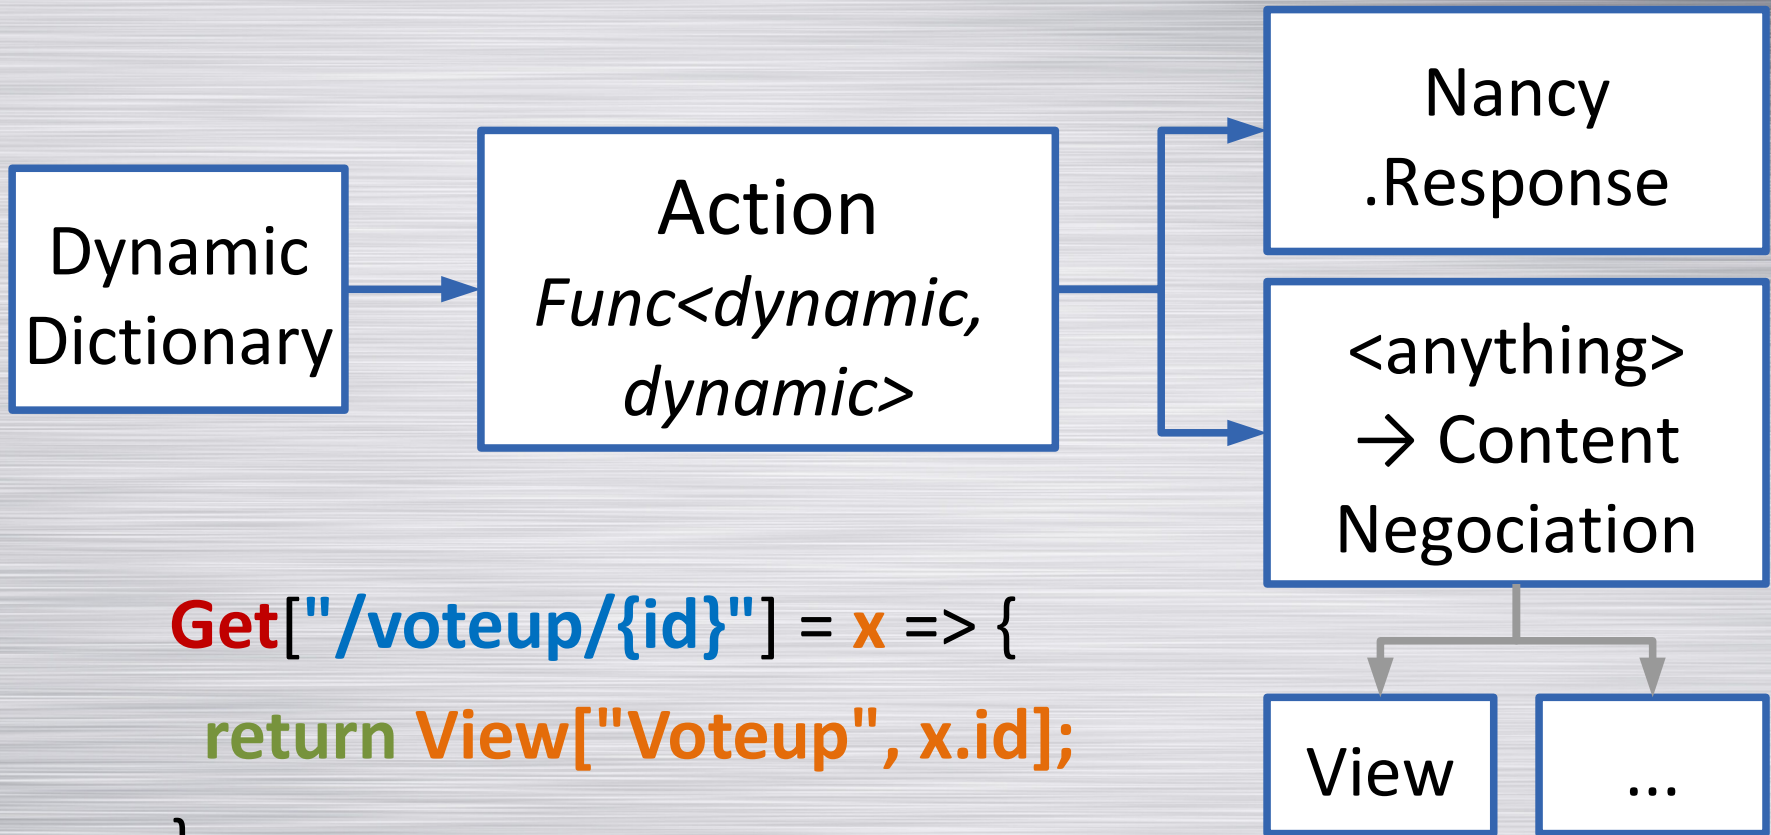 Dynamic
Dictionary
Action
Func<dynamic,
dynamic>
Nancy
.Response
<anything>
→ Content
Negociation
View
...
Get["/voteup/{id}"] = x => {
return View["Voteup", x.id];
}